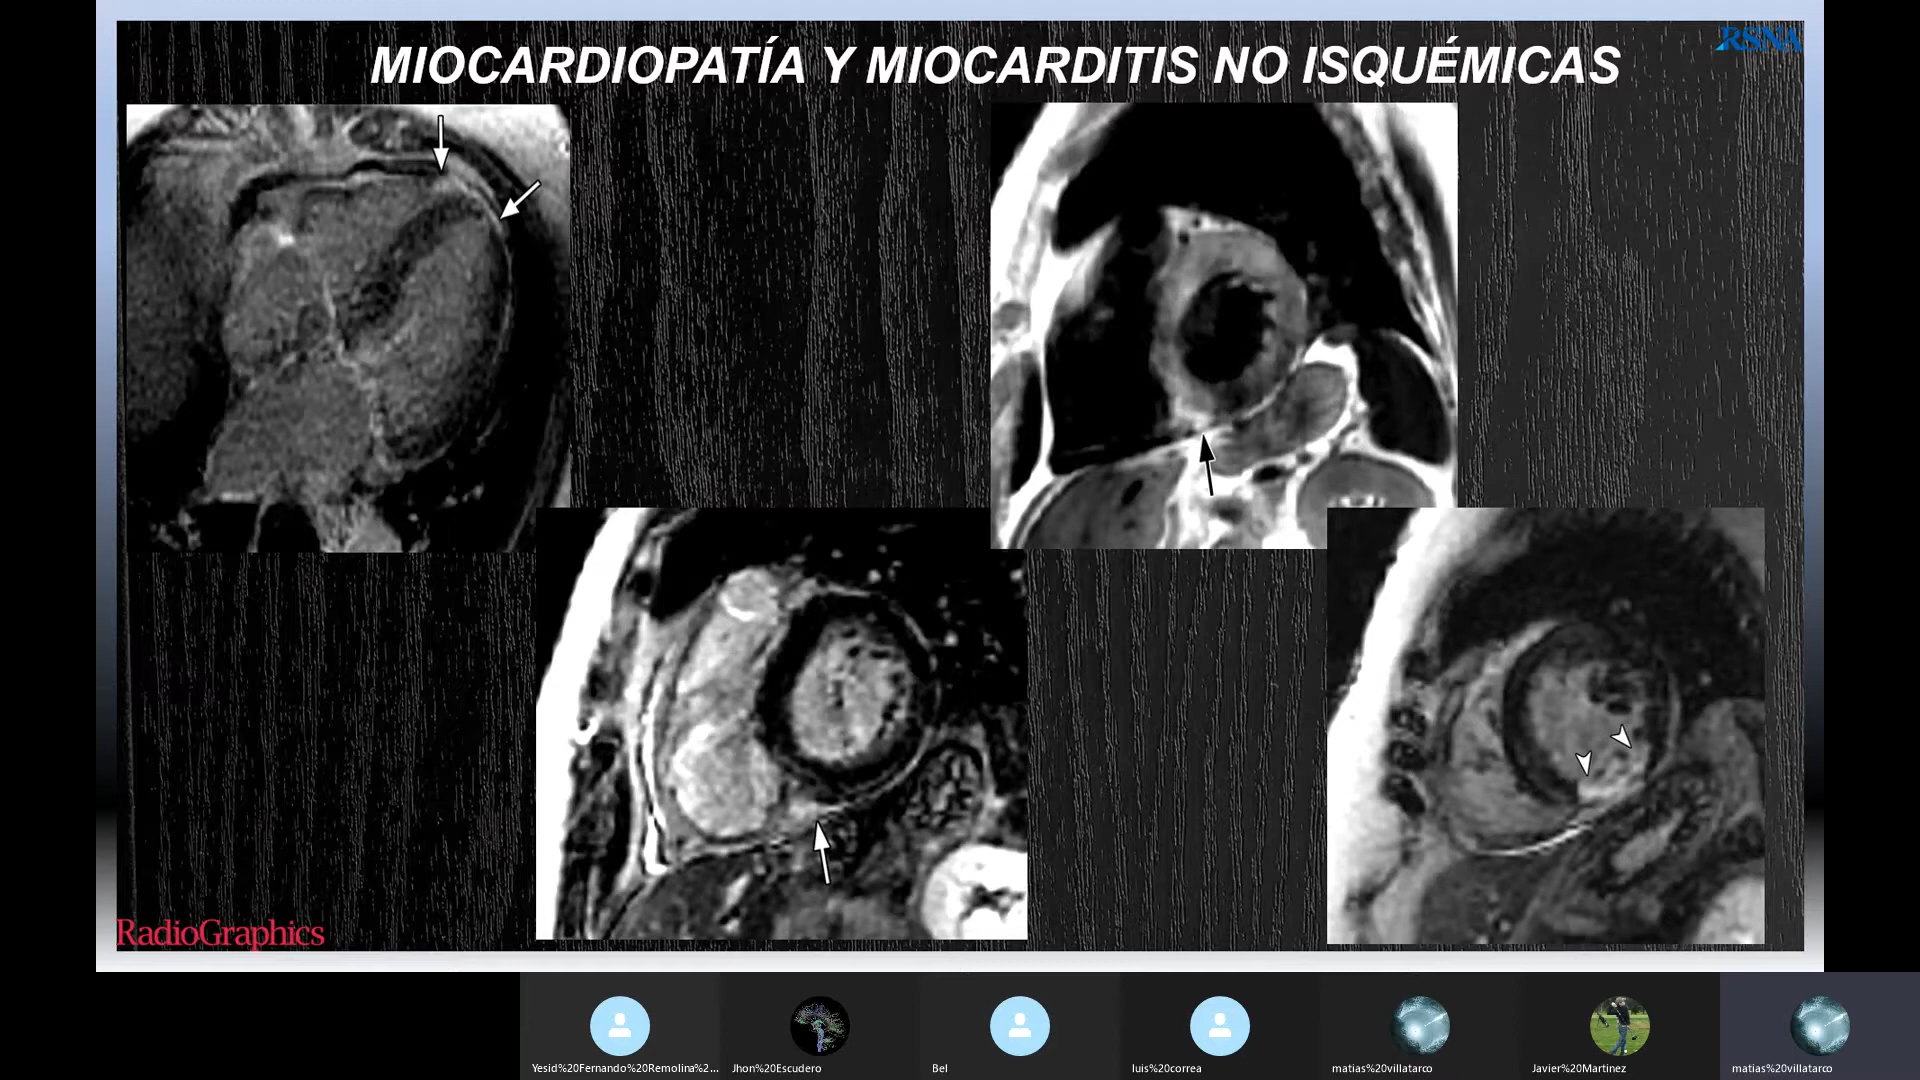 MIOCARDIOPATÍA Y MIOCARDITIS NO ISQUÉMICAS
RSNA
RadioGraphics
Yesid%20Fernando%20Remolina%2...
Jhon%20Escudero
Bel
luis%20correa
matias%20villatarco
Javier%20Martinez
matias%20villatarco